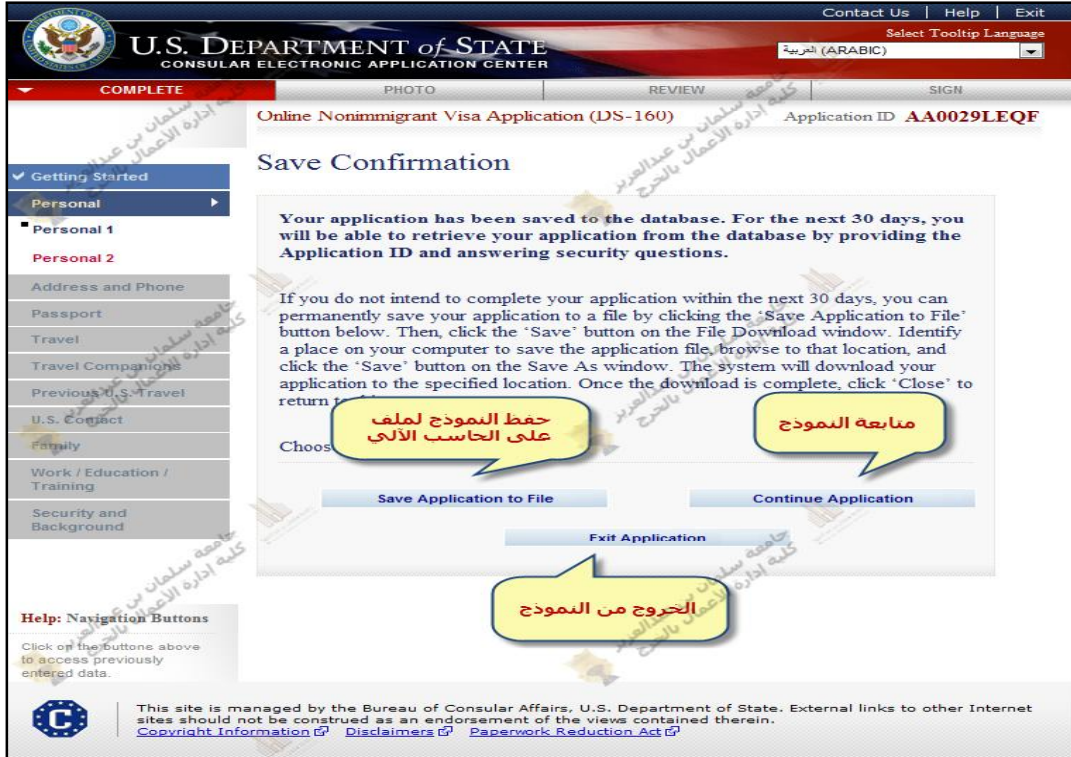 Contact Us | Help | Exit
U.S. DEPARTMENT of STATE
CONSULAR ELECTRONIC APPLICATION CENTER
Select Tooltip Language
العربية (ARABIC)
COMPLETE
PHOTO
REVIEW
SIGN
Online Nonimmigrant Visa Application (DS-160)
Application ID AA0029LEQF
Getting Started
Personal
Personal 1
Personal 2
Address and Phone
Passport
Travel
Travel Companions
Previous U.S. Travel
U.S. Contact
Family
Work / Education /
Training
Security and
Background
Help: Navigation Buttons
Click on the buttons above
to access previously
entered data.
Save Confirmation
Your application has been saved to the database. For the next 30 days, you
will be able to retrieve your application from the database by providing the
Application ID and answering security questions.
If you do not intend to complete your application within the next 30 days, you can
permanently save your application to a file by clicking the ‘Save Application to File’
button below. Then, click the ‘Save’ button on the File Download window. Identify
a place on your computer to save the application file, browse to that location, and
click the ‘Save’ button on the Save As window. The system will download your
application to the specified location. Once the download is complete, click ‘Close’ to
return
حفظ النموذج لملف
على الحاسب الآلي
متابعة النموذج
Save Application to File
Continue Application
Exit Application
الخروج من النموذج
جامعة سلمان بن عبدالعزيز
كلية إدارة الأعمال بالخرج
This site is managed by the Bureau of Consular Affairs, U.S. Department of State. External links to other Internet
sites should not be construed as an endorsement of the views contained therein.
Copyright Information Disclaimers Paperwork Reduction Act